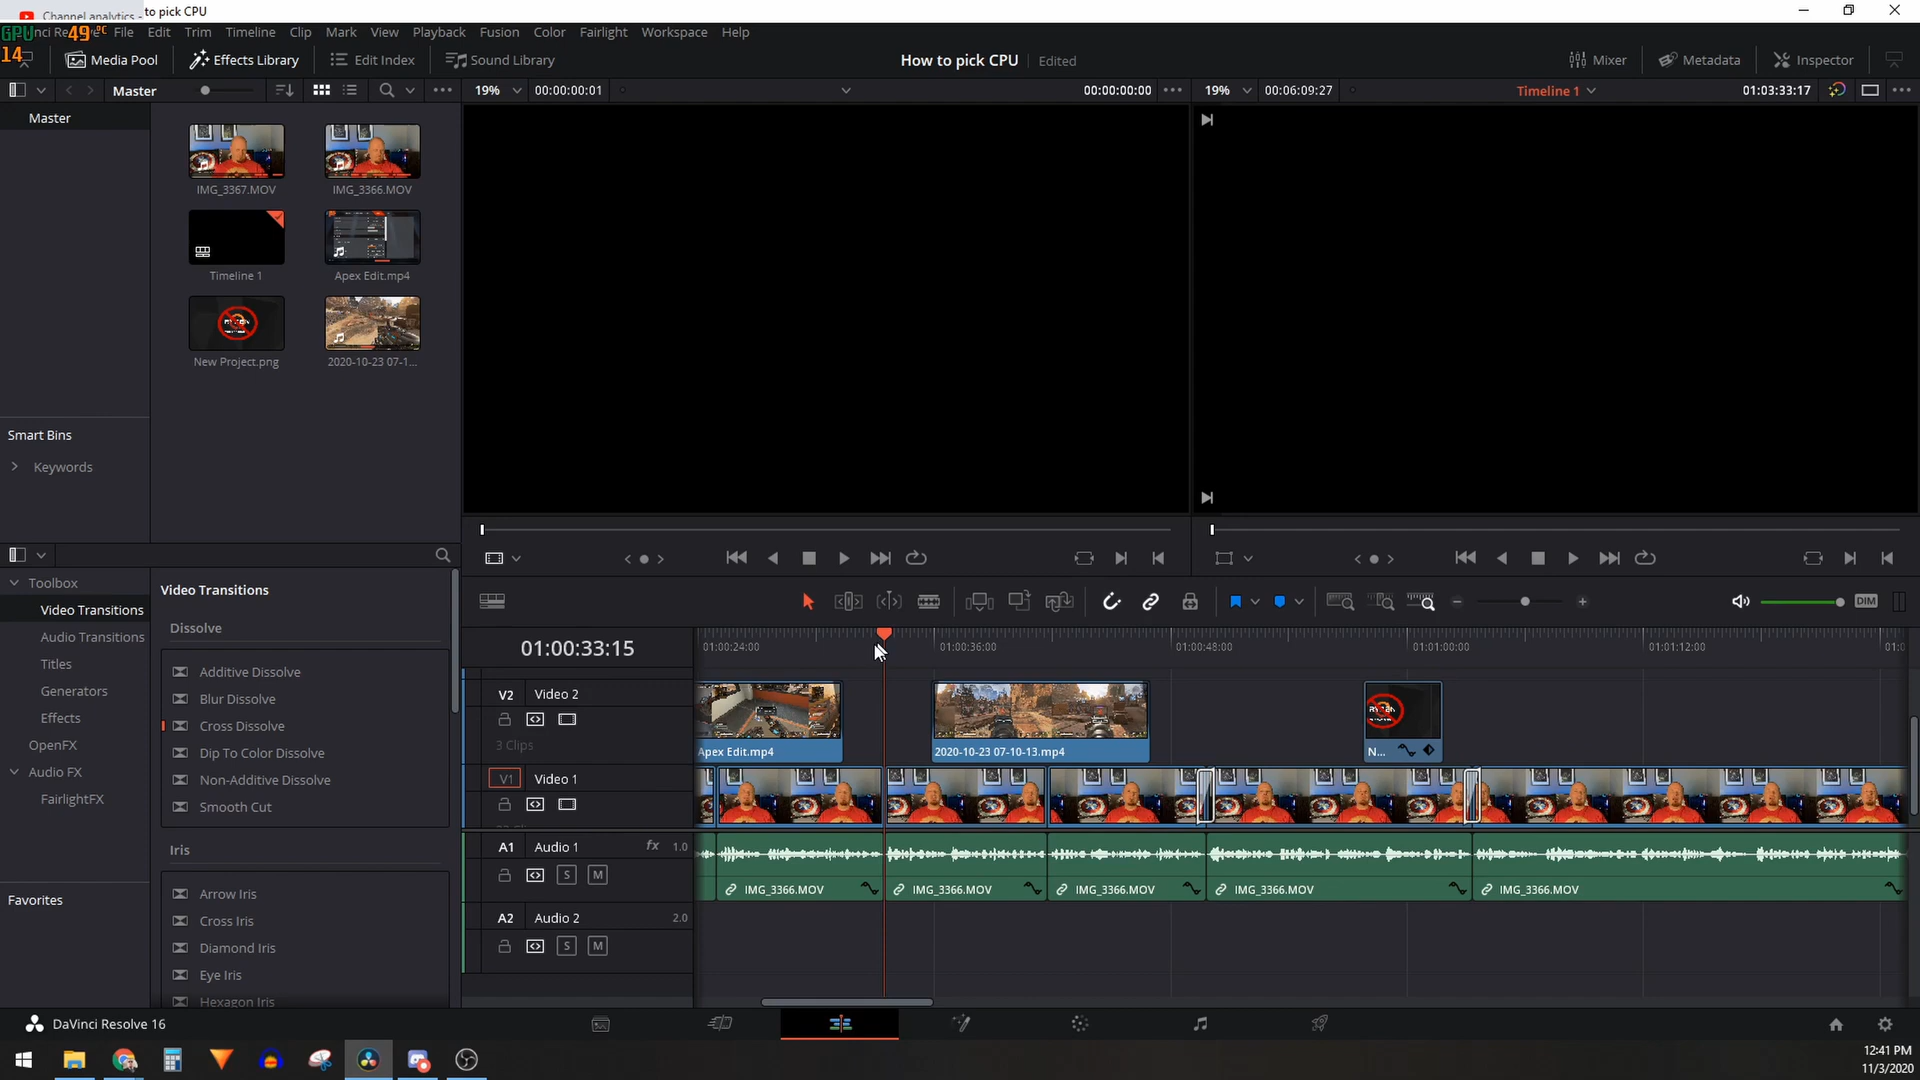 Channel analytics -
to pick CPU
GPU 49 °C
14
File Edit Trim Timeline Clip Mark View Playback Fusion Color Fairlight Workspace Help
Media Pool Effects Library Edit Index Sound Library How to pick CPU Edited Mixer Metadata Inspector
Master 19% 00:00:00:01 00:00:00:00 19% 00:06:09:27 Timeline 1 01:03:33:17
Master
IMG_3367.MOV IMG_3366.MOV
Timeline 1 Apex Edit.mp4
New Project.png 2020-10-23 07-1...
Smart Bins
Keywords
Toolbox
Video Transitions
Audio Transitions
Titles
Generators
Effects
OpenFX
Audio FX
FairlightFX
Favorites
Video Transitions
Dissolve
Additive Dissolve
Blur Dissolve
Cross Dissolve
Dip To Color Dissolve
Non-Additive Dissolve
Smooth Cut
Iris
Arrow Iris
Cross Iris
Diamond Iris
Eye Iris
Hexagon Iris
DIM
01:00:33:15 01:00:24:00 01:00:36:00 01:00:48:00 01:01:00:00 01:01:12:00
V2 Video 2
3 Clips
Apex Edit.mp4 2020-10-23 07-10-13.mp4 N...
V1 Video 1
A1 Audio 1 fx 1.0
S M
IMG_3366.MOV IMG_3366.MOV IMG_3366.MOV IMG_3366.MOV IMG_3366.MOV
A2 Audio 2 2.0
S M
DaVinci Resolve 16
12:41 PM
11/3/2020